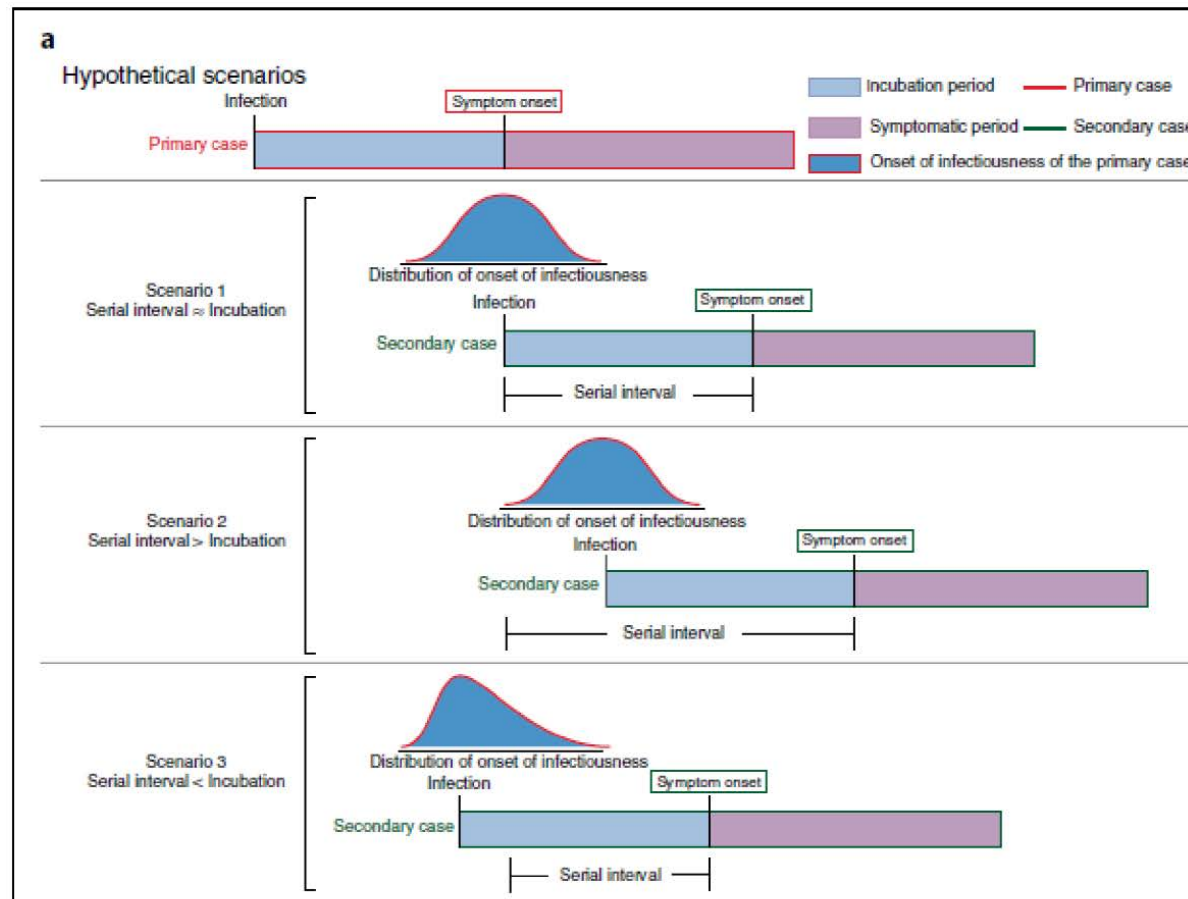 a
Hypothetical scenarios
Infection
Symptom onset
Primary case
Incubation period
Primary case
Symptomatic period
Secondary case
Onset of infectiousness of the primary case
Distribution of onset of infectiousness
Scenario 1
Serial interval ≈ Incubation
Infection
Symptom onset
Secondary case
Serial interval
Distribution of onset of infectiousness
Scenario 2
Serial interval > Incubation
Infection
Symptom onset
Secondary case
Serial interval
Distribution of onset of infectiousness
Scenario 3
Serial interval < Incubation
Infection
Symptom onset
Secondary case
Serial interval